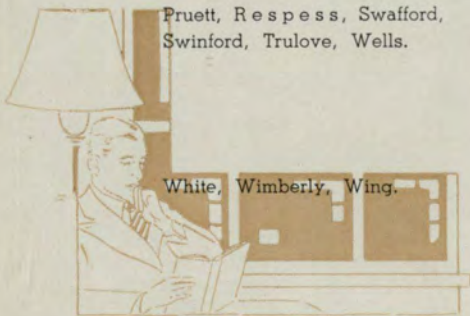 Pruett, Respess, Swafford,
Swinford, Trulove, Wells.
White, Wimberly, Wing.